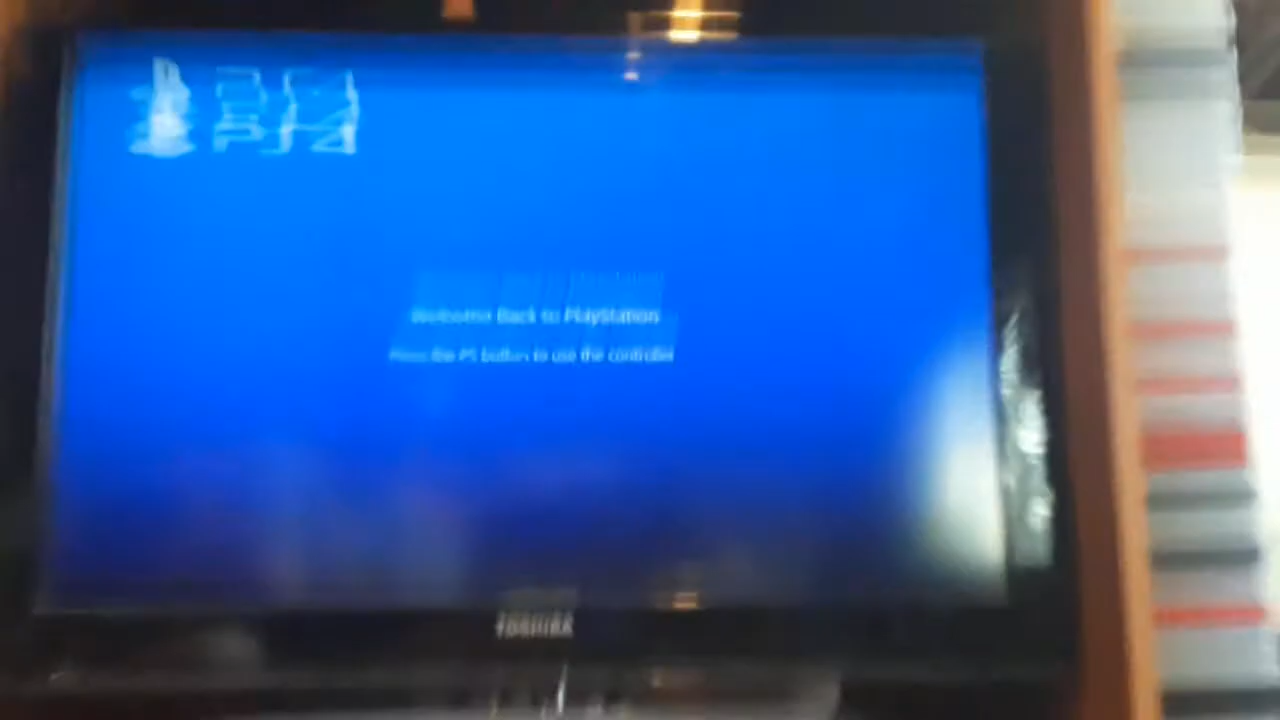 PS4
Welcome Back to PlayStation
Press the PS button to use the controller
TOSHIBA